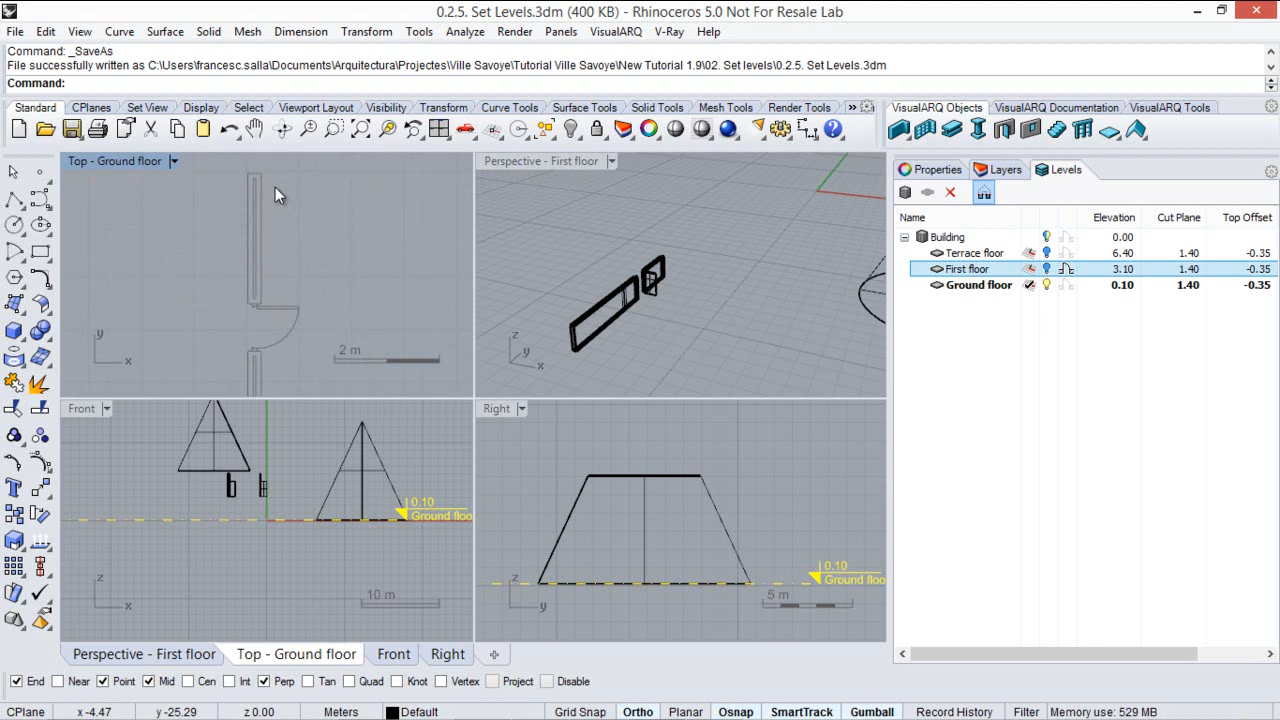 0.2.5. Set Levels.3dm (400 KB) - Rhinoceros 5.0 Not For Resale Lab
File Edit View Curve Surface Solid Mesh Dimension Transform Tools Analyze Render Panels VisualARQ V-Ray Help
Command: _SaveAs
File successfully written as C:\Users\francesc.salla\Documents\Arquitectura\Projectes\Ville Savoye\Tutorial Ville Savoye\New Tutorial 1.9\02. Set levels\0.2.5. Set Levels.3dm
Command:
Standard CPlanes Set View Display Select Viewport Layout Visibility Transform Curve Tools Surface Tools Solid Tools Mesh Tools Render Tools »
VisualARQ Objects VisualARQ Documentation VisualARQ Tools
Top - Ground floor
Perspective - First floor
Properties Layers Levels
Name Elevation Cut Plane Top Offset
Building 0.00
Terrace floor 6.40 1.40 -0.35
First floor 3.10 1.40 -0.35
Ground floor 0.10 1.40 -0.35
y
x
2 m
z
y
x
Front
Right
0.10
Ground floo
z
x
10 m
0.10
Ground floo
z
y
5 m
Perspective - First floor Top - Ground floor Front Right
End Near Point Mid Cen Int Perp Tan Quad Knot Vertex Project Disable
CPlane x -4.47 y -25.29 z 0.00 Meters Default Grid Snap Ortho Planar Osnap SmartTrack Gumball Record History Filter Memory use: 529 MB